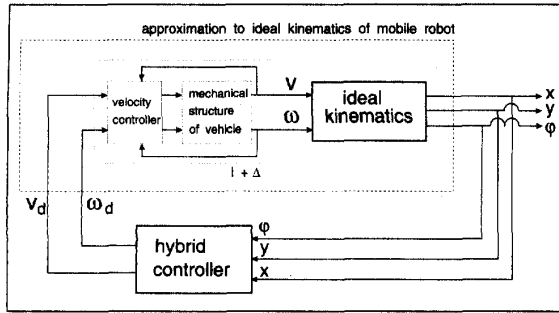 approximation to ideal kinematics of mobile robot
velocity
controller
mechanical
structure
of vehicle
V
ω
ideal
kinematics
x
y
φ
1 + Δ
v_d
ω_d
hybrid
controller
φ
y
x